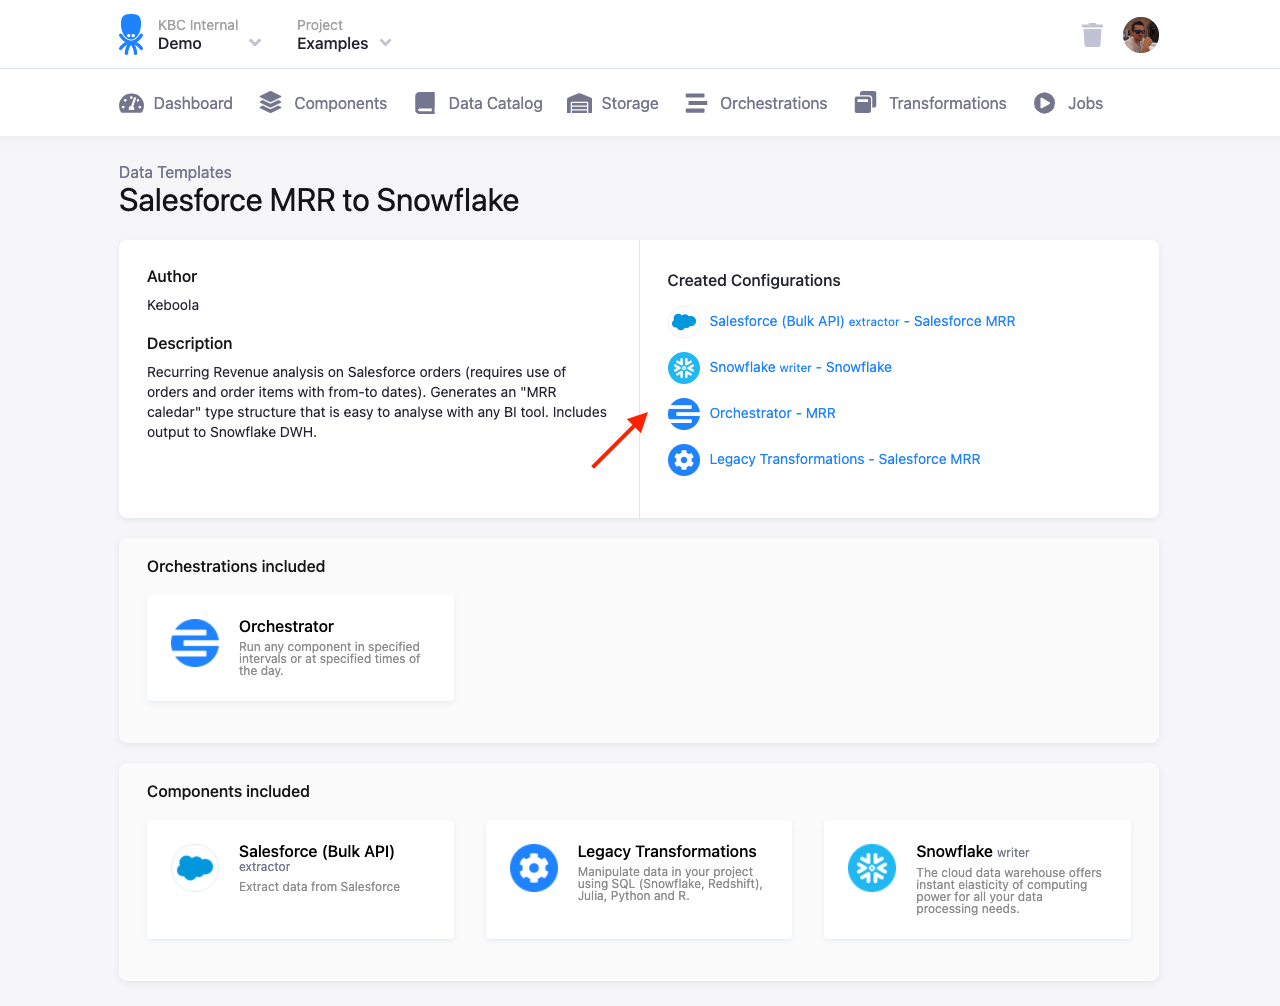 KBC Internal
Demo
Project
Examples
Dashboard
Components
Data Catalog
Storage
Orchestrations
Transformations
Jobs
Data Templates
Salesforce MRR to Snowflake
Author
Keboola
Description
Recurring Revenue analysis on Salesforce orders (requires use of
orders and order items with from-to dates). Generates an "MRR
caledar" type structure that is easy to analyse with any BI tool. Includes
output to Snowflake DWH.
Created Configurations
Salesforce (Bulk API) extractor - Salesforce MRR
Snowflake writer - Snowflake
Orchestrator - MRR
Legacy Transformations - Salesforce MRR
Orchestrations included
Orchestrator
Run any component in specified
intervals or at specified times of
the day.
Components included
Salesforce (Bulk API)
extractor
Extract data from Salesforce
Legacy Transformations
Manipulate data in your project
using SQL (Snowflake, Redshift),
Julia, Python and R.
Snowflake writer
The cloud data warehouse offers
instant elasticity of computing
power for all your data
processing needs.